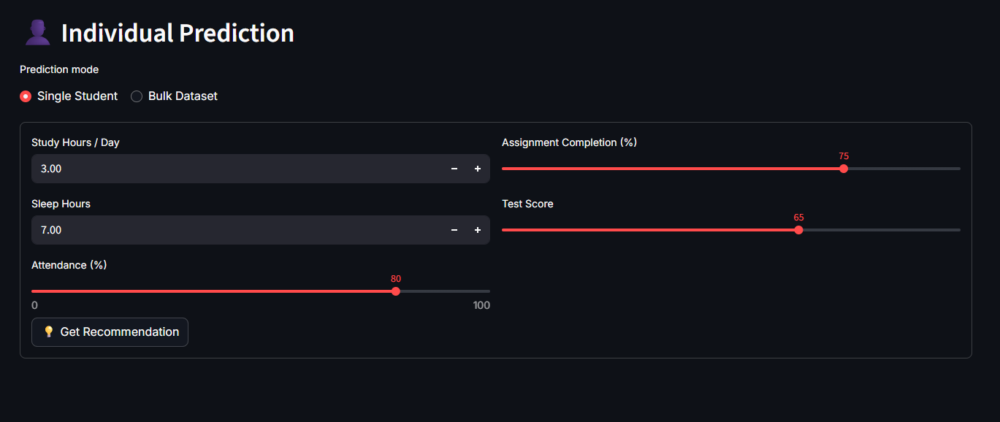 Individual Prediction
Prediction mode
Single Student
Bulk Dataset
Study Hours / Day
3.00
Sleep Hours
7.00
Attendance (%)
80
0
100
Assignment Completion (%)
75
Test Score
65
Get Recommendation